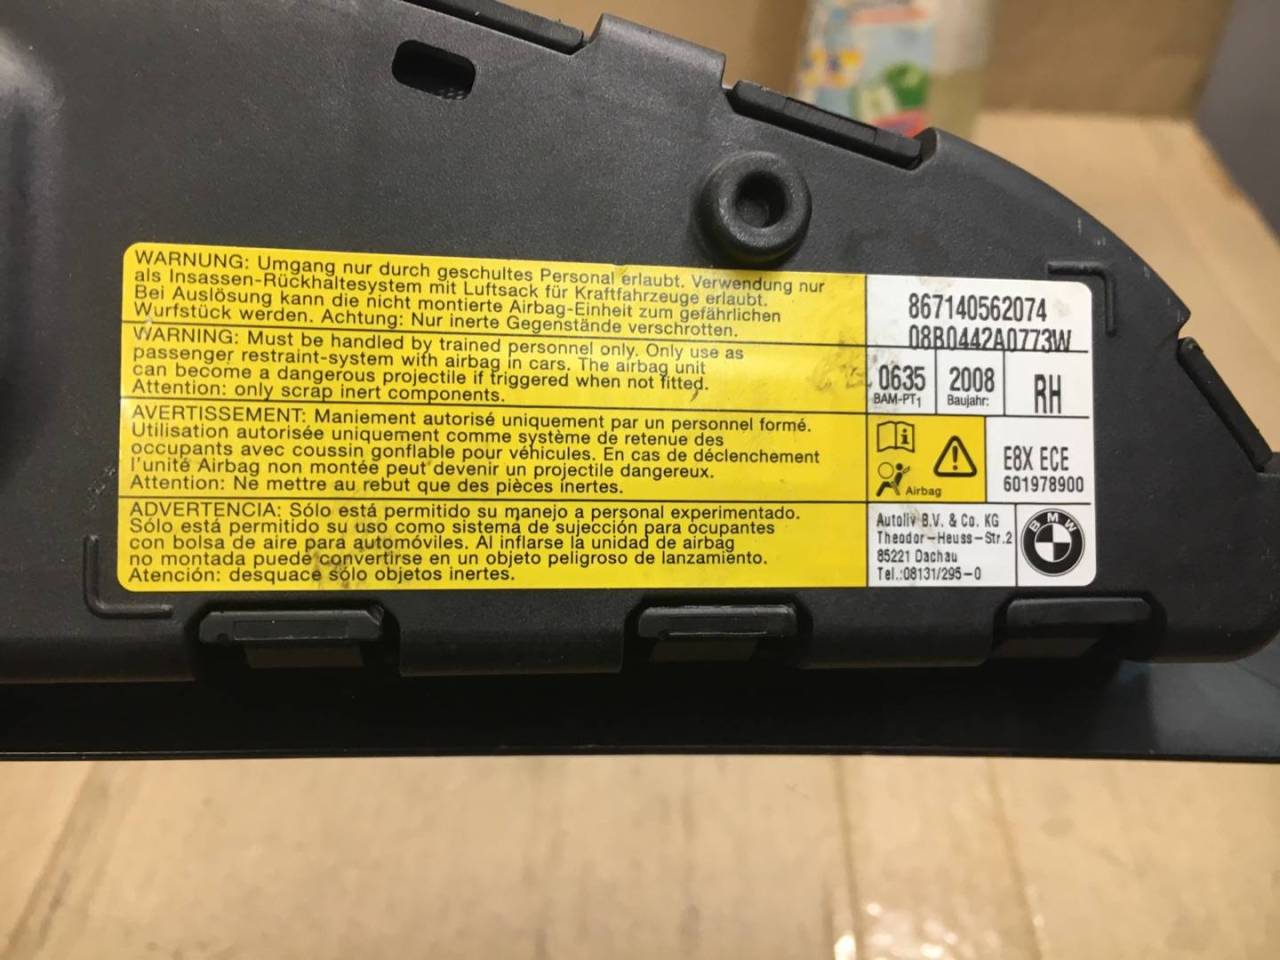 WARNUNG: Umgang nur durch geschultes Personal erlaubt. Verwendung nur
als Insassen-Rückhaltesystem mit Luftsack für Kraftfahrzeuge erlaubt.
Bei Auslösung kann die nicht montierte Airbag-Einheit zum gefährlichen
Wurfstück werden. Achtung: Nur inerte Gegenstände verschrotten.
WARNING: Must be handled by trained personnel only. Only use as
passenger restraint-system with airbag in cars. The airbag unit
can become a dangerous projectile if triggered when not fitted.
Attention: only scrap inert components.
AVERTISSEMENT: Maniement autorisé uniquement par un personnel formé.
Utilisation autorisée uniquement comme système de retenue des
occupants avec coussin gonflable pour véhicules. En cas de déclenchement
l'unité Airbag non montée peut devenir un projectile dangereux.
Attention: Ne mettre au rebut que des pièces inertes.
ADVERTENCIA: Sólo está permitido su manejo a personal experimentado.
Sólo está permitido su uso como sistema de sujección para ocupantes
con bolsa de aire para automóviles. Al inflarse la unidad de airbag
no montada puede convertirse en un objeto peligroso de lanzamiento.
Atención: desquace sólo objetos inertes.
867140562074
08B0442A0773W
0635 2008 RH
BAM-PT1 Baujahr:
Airbag
E8X ECE
601978900
Autoliv B.V. & Co. KG
Theodor-Heuss-Str.2
85221 Dachau
Tel.:08131/295-0
BMW